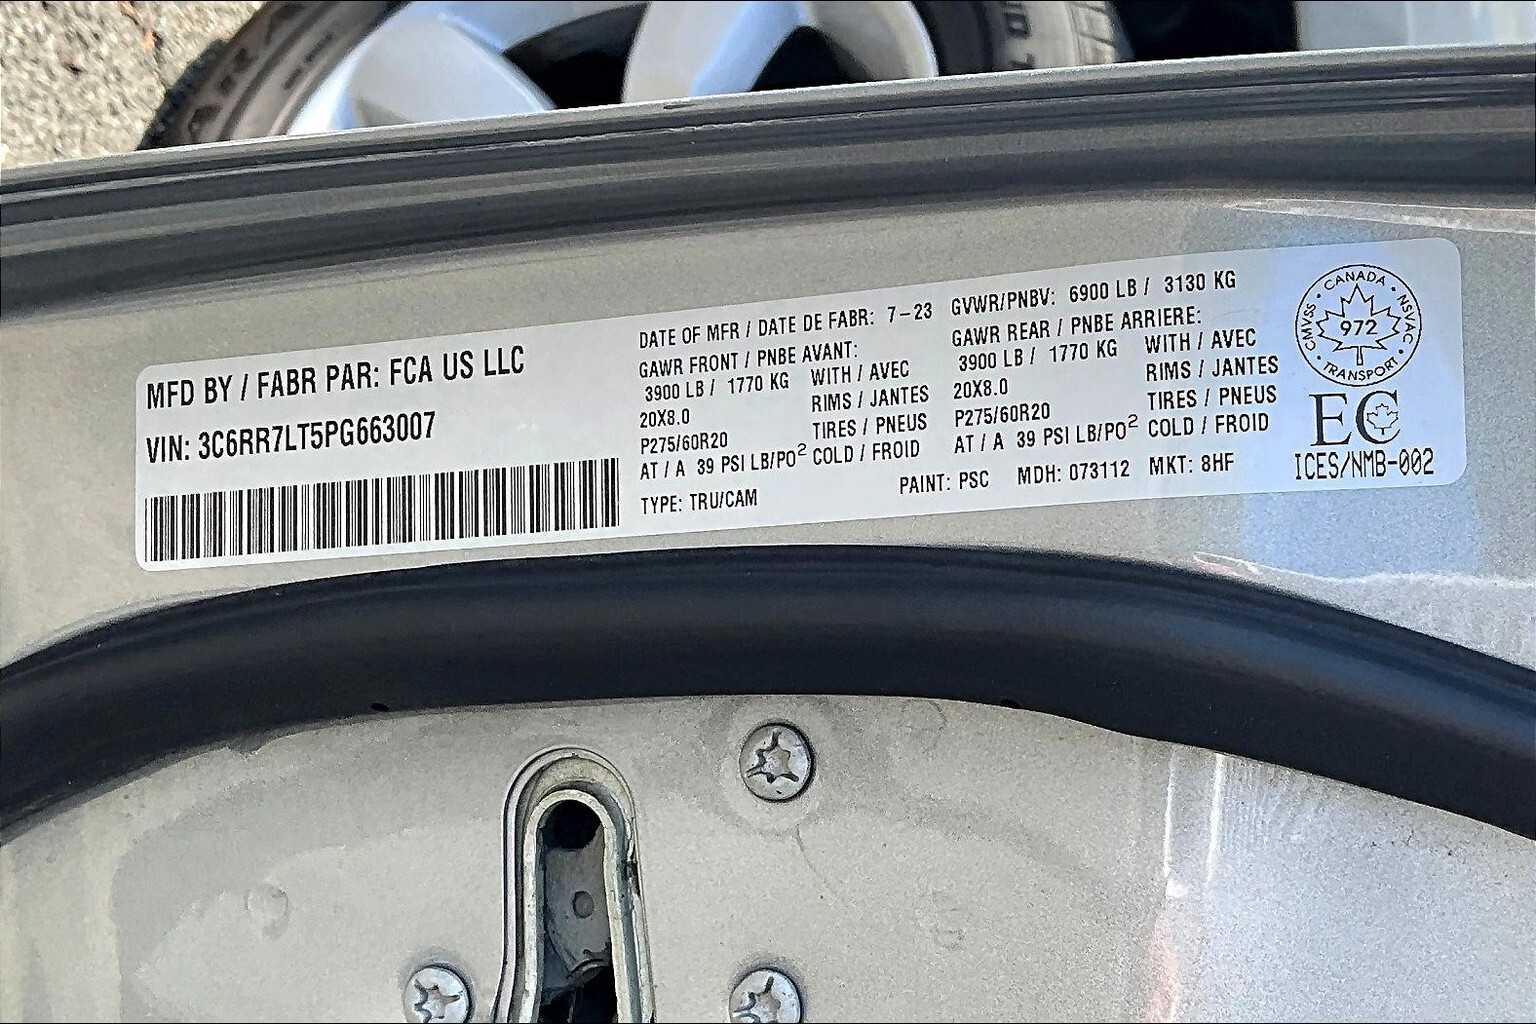 MFD BY / FABR PAR: FCA US LLC
VIN: 3C6RR7LT5PG663007
DATE OF MFR / DATE DE FABR: 7-23
GAWR FRONT / PNBE AVANT:
3900 LB / 1770 KG WITH / AVEC
20X8.0 RIMS / JANTES
P275/60R20 TIRES / PNEUS
AT / A 39 PSI LB/PO² COLD / FROID
TYPE: TRU/CAM
GVWR/PNBV: 6900 LB / 3130 KG
GAWR REAR / PNBE ARRIERE:
3900 LB / 1770 KG WITH / AVEC
20X8.0 RIMS / JANTES
P275/60R20 TIRES / PNEUS
AT / A 39 PSI LB/PO² COLD / FROID
PAINT: PSC MDH: 073112 MKT: 8HF
CMVSS · CANADA · NSVAC · TRANSPORT ·
972
EC
ICES/NMB-002